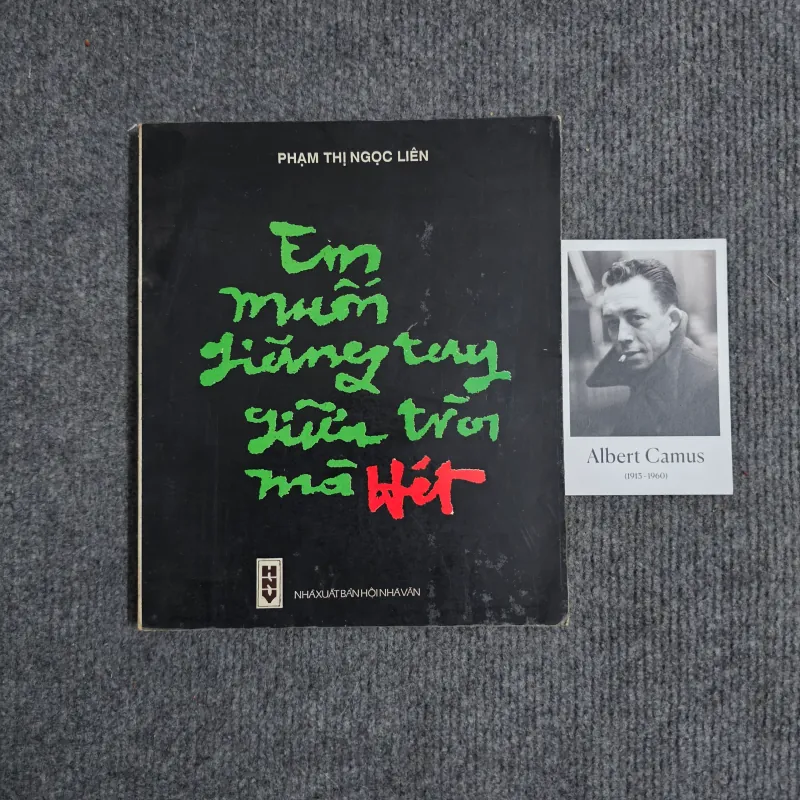 PHẠM THỊ NGỌC LIÊN
Em
muốn
giăng tay
giữa trời
mà Hét
HNV
NHÀ XUẤT BẢN HỘI NHÀ VĂN
Albert Camus
(1913 - 1960)